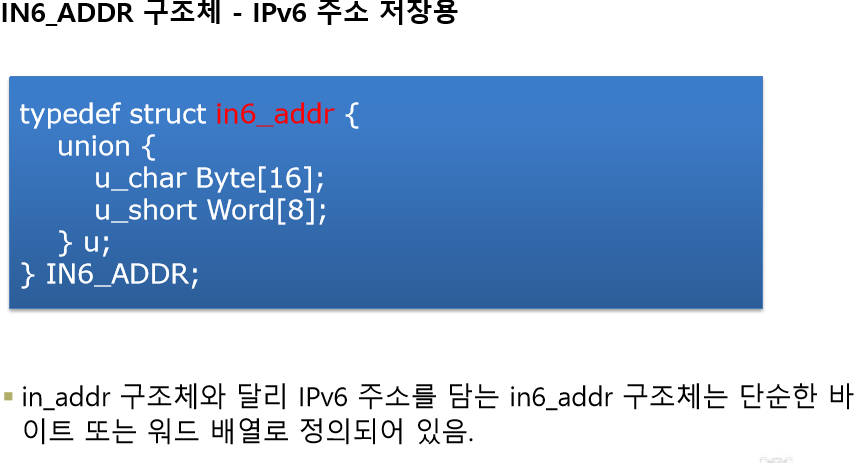 IN6_ADDR 구조체 - IPv6 주소 저장용
typedef struct in6_addr {
union {
u_char Byte[16];
u_short Word[8];
} u;
} IN6_ADDR;
in_addr 구조체와 달리 IPv6 주소를 담는 in6_addr 구조체는 단순한 바
이트 또는 워드 배열로 정의되어 있음.